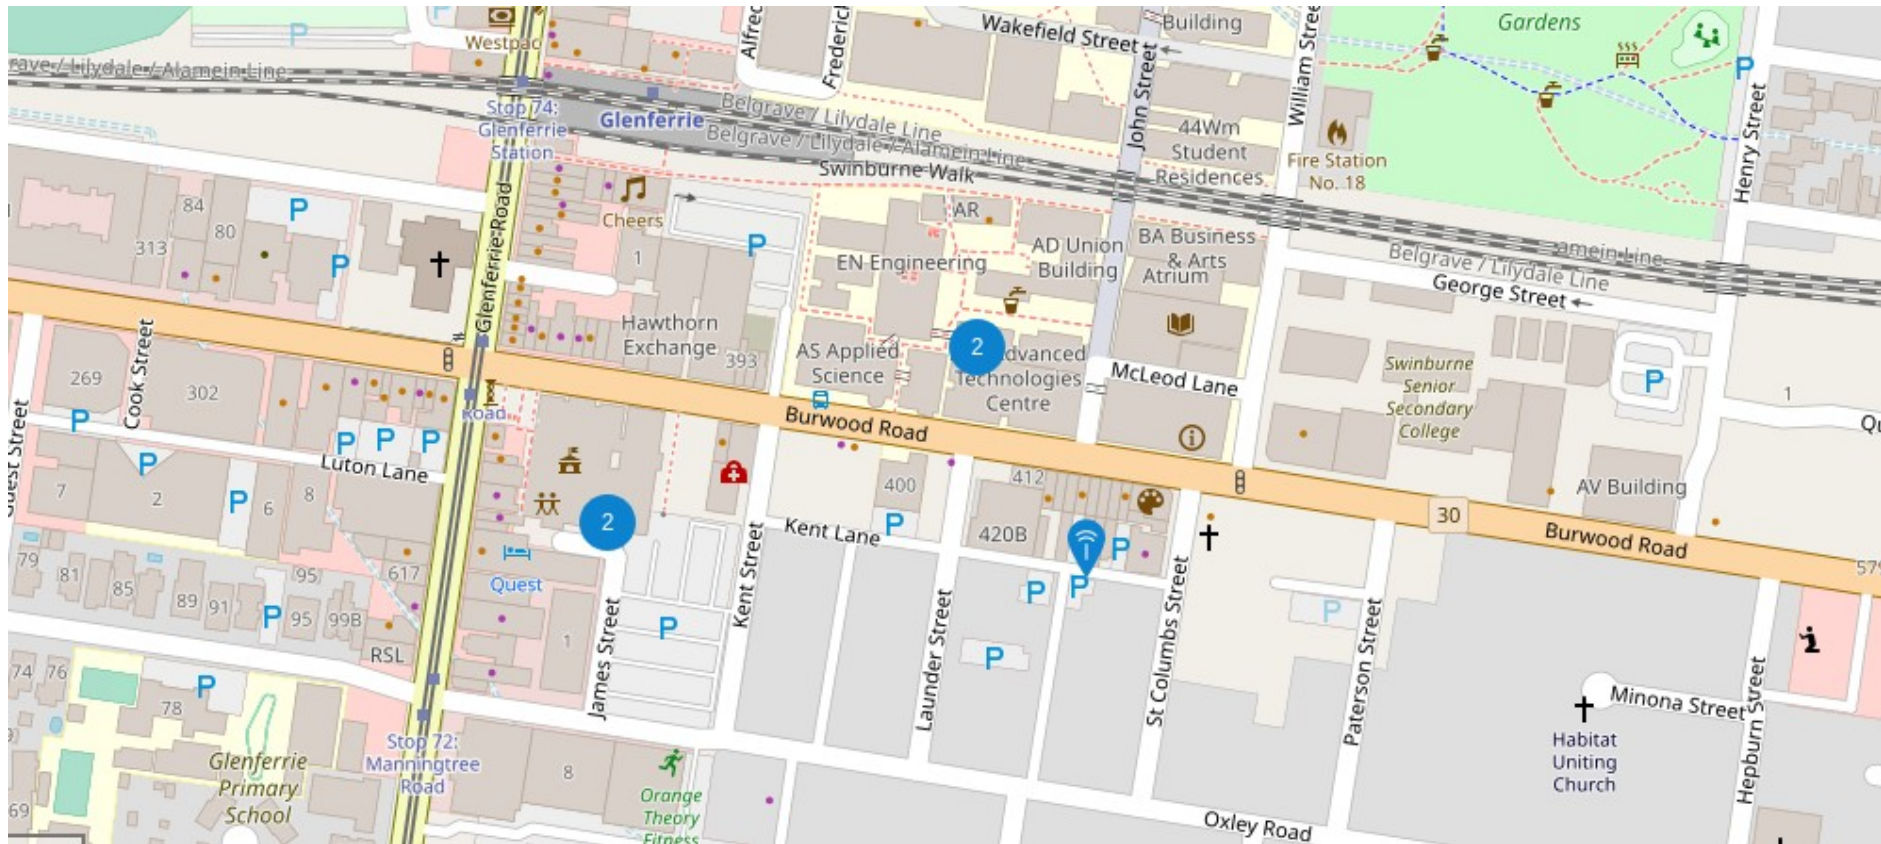 Westpac
Alfred
Frederick
Wakefield Street
Building
Gardens
William Street
John Street
Henry Street
grave / Lilydale / Alamein Line
Stop 74:
Glenferrie
Station
Glenferrie
Belgrave / Lilydale Line
Belgrave / Lilydale / Alamein Line
Swinburne Walk
44Wm
Student
Residences
Fire Station
No. 18
P
P
P
P
P
84
80
313
Cheers
1
Glenferrie Road
AR
EN Engineering
AD Union
Building
BA Business
& Arts
Atrium
amein Line
Belgrave / Lilydale Line
George Street
Hawthorn
Exchange
393
AS Applied
Science
2
Advanced
Technologies
Centre
McLeod Lane
Swinburne
Senior
Secondary
College
P
1
269
302
Cook Street
Road
Burwood Road
P
P
P
P
P
Luton Lane
7
2
P
6
8
400
412
P
Kent Lane
420B
P
AV Building
30
Burwood Road
579
2
Quest
79
81
85
89
91
95
95
99B
617
P
P
P
P
P
P
Kent Street
James Street
1
RSL
Launder Street
St Columbs Street
Paterson Street
Hepburn Street
Minona Street
Habitat
Uniting
Church
74
76
P
78
Stop 72:
Manningtree
Road
Glenferrie
Primary
School
69
8
Orange
Theory
Fitness
Oxley Road